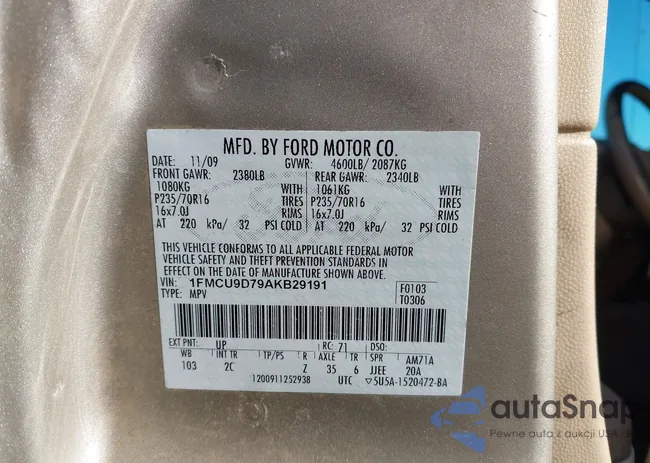 MFD. BY FORD MOTOR CO.
DATE: 11/09 GVWR: 4600LB/ 2087KG
FRONT GAWR: 2380LB REAR GAWR: 2340LB
1080KG WITH 1061KG WITH
P235/70R16 TIRES P235/70R16 TIRES
16x7.0J RIMS 16x7.0J RIMS
AT 220 kPa/ 32 PSI COLD AT 220 kPa/ 32 PSI COLD
THIS VEHICLE CONFORMS TO ALL APPLICABLE FEDERAL MOTOR
VEHICLE SAFETY AND THEFT PREVENTION STANDARDS IN
EFFECT ON THE DATE OF MANUFACTURE SHOWN ABOVE.
VIN: 1FMCU9D79AKB29191 F0103
TYPE: MPV T0306
EXT PNT: UP RC: 71 DSO:
WB INT TR TP/PS R AXLE TR SPR AM71A
103 2C Z 35 6 JJEE 20A
1200911252938 UTC ▽5U5A-1520472-BA
autaSnap
Pewne auta z aukcji USA